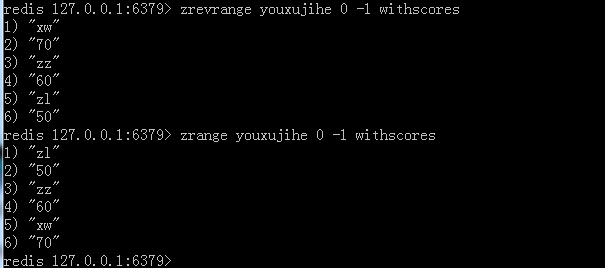 redis 127.0.0.1:6379> zrevrange youxujihe 0 -1 withscores
1) "xw"
2) "70"
3) "zz"
4) "60"
5) "zl"
6) "50"
redis 127.0.0.1:6379> zrange youxujihe 0 -1 withscores
1) "zl"
2) "50"
3) "zz"
4) "60"
5) "xw"
6) "70"
redis 127.0.0.1:6379>